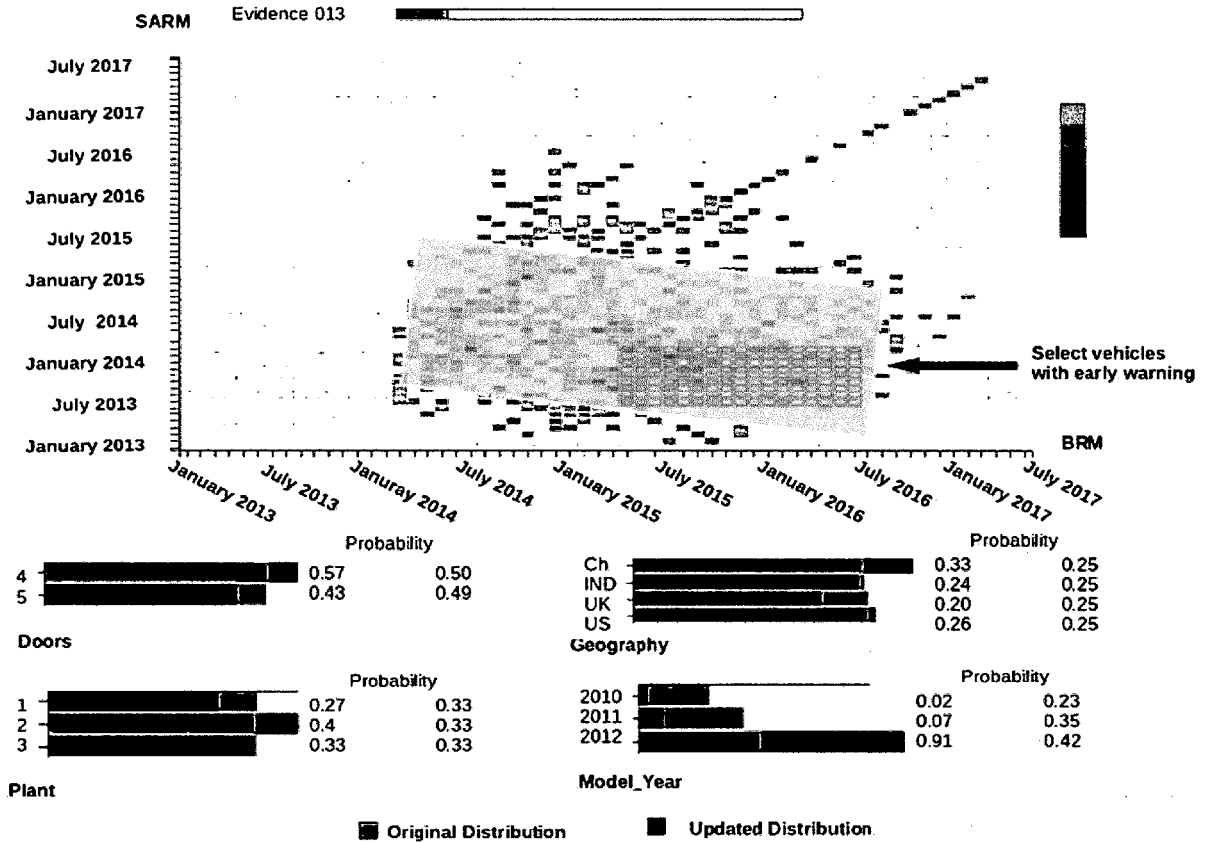 SARM
Evidence 013
July 2017
January 2017
July 2016
January 2016
July 2015
January 2015
July 2014
January 2014
July 2013
January 2013
Select vehicles
with early warning
BRM
January 2013
July 2013
Januray 2014
July 2014
January 2015
July 2015
January 2016
July 2016
January 2017
July 2017
Probability
4 0.57 0.50
5 0.43 0.49
Doors
Probability
Ch 0.33 0.25
IND 0.24 0.25
UK 0.20 0.25
US 0.26 0.25
Geography
Probability
1 0.27 0.33
2 0.4 0.33
3 0.33 0.33
Plant
Probability
2010 0.02 0.23
2011 0.07 0.35
2012 0.91 0.42
Model_Year
Original Distribution
Updated Distribution